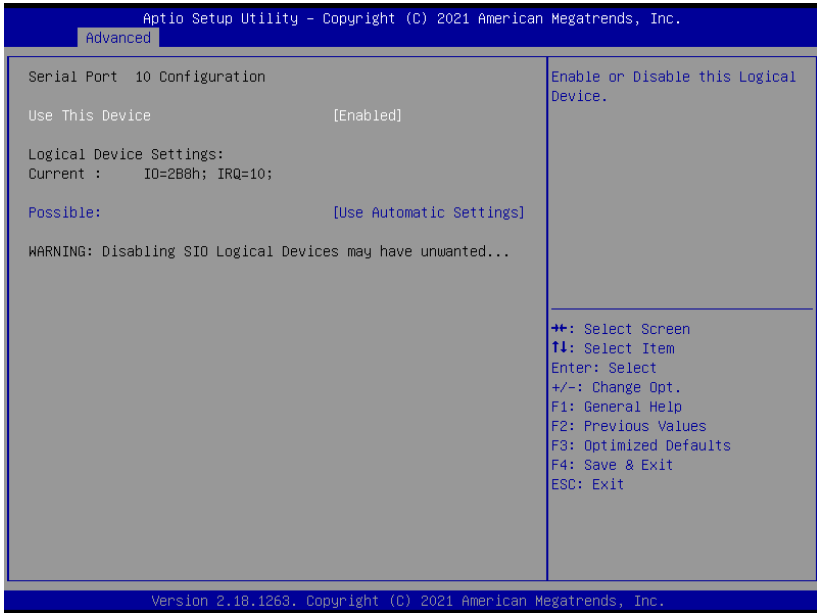 Aptio Setup Utility – Copyright (C) 2021 American Megatrends, Inc.
Advanced
Serial Port 10 Configuration
Use This Device [Enabled]
Logical Device Settings:
Current : IO=2B8h; IRQ=10;
Possible: [Use Automatic Settings]
WARNING: Disabling SIO Logical Devices may have unwanted...
Enable or Disable this Logical
Device.
→←: Select Screen
↑↓: Select Item
Enter: Select
+/-: Change Opt.
F1: General Help
F2: Previous Values
F3: Optimized Defaults
F4: Save & Exit
ESC: Exit
Version 2.18.1263. Copyright (C) 2021 American Megatrends, Inc.